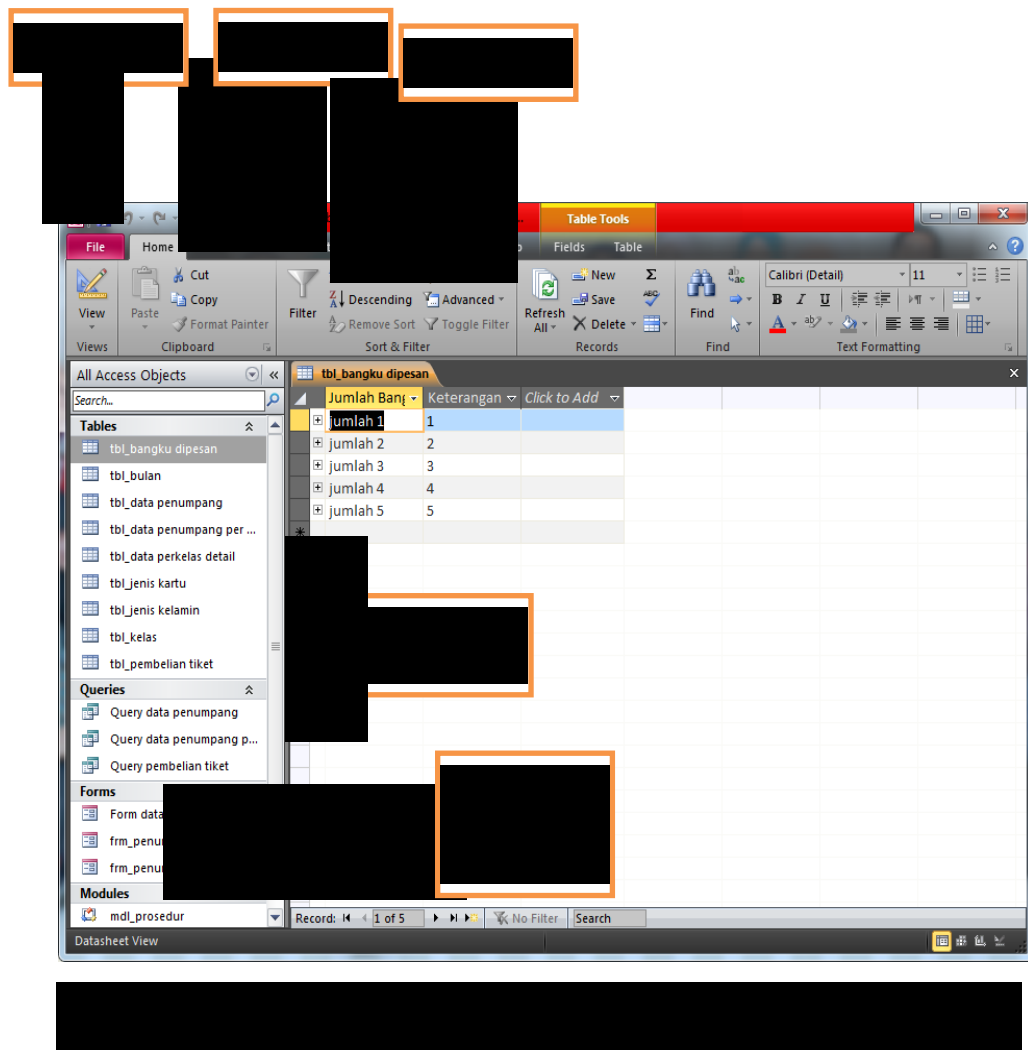 Table Tools
File Home Fields Table
Cut
Copy
Format Painter
View Paste
Views Clipboard
Filter
Descending Advanced
Remove Sort Toggle Filter
Sort & Filter
Refresh All
New
Save
Delete
Records
Find
Find
Calibri (Detail) 11
B I U
Text Formatting
All Access Objects
Search...
Tables
tbl_bangku dipesan
tbl_bulan
tbl_data penumpang
tbl_data penumpang per ...
tbl_data perkelas detail
tbl_jenis kartu
tbl_jenis kelamin
tbl_kelas
tbl_pembelian tiket
Queries
Query data penumpang
Query data penumpang p...
Query pembelian tiket
Forms
Form data
frm_penu
frm_penu
Modules
mdl_prosedur
tbl_bangku dipesan
Jumlah Bang Keterangan Click to Add
jumlah 1 1
jumlah 2 2
jumlah 3 3
jumlah 4 4
jumlah 5 5
Record: 1 of 5 No Filter Search
Datasheet View